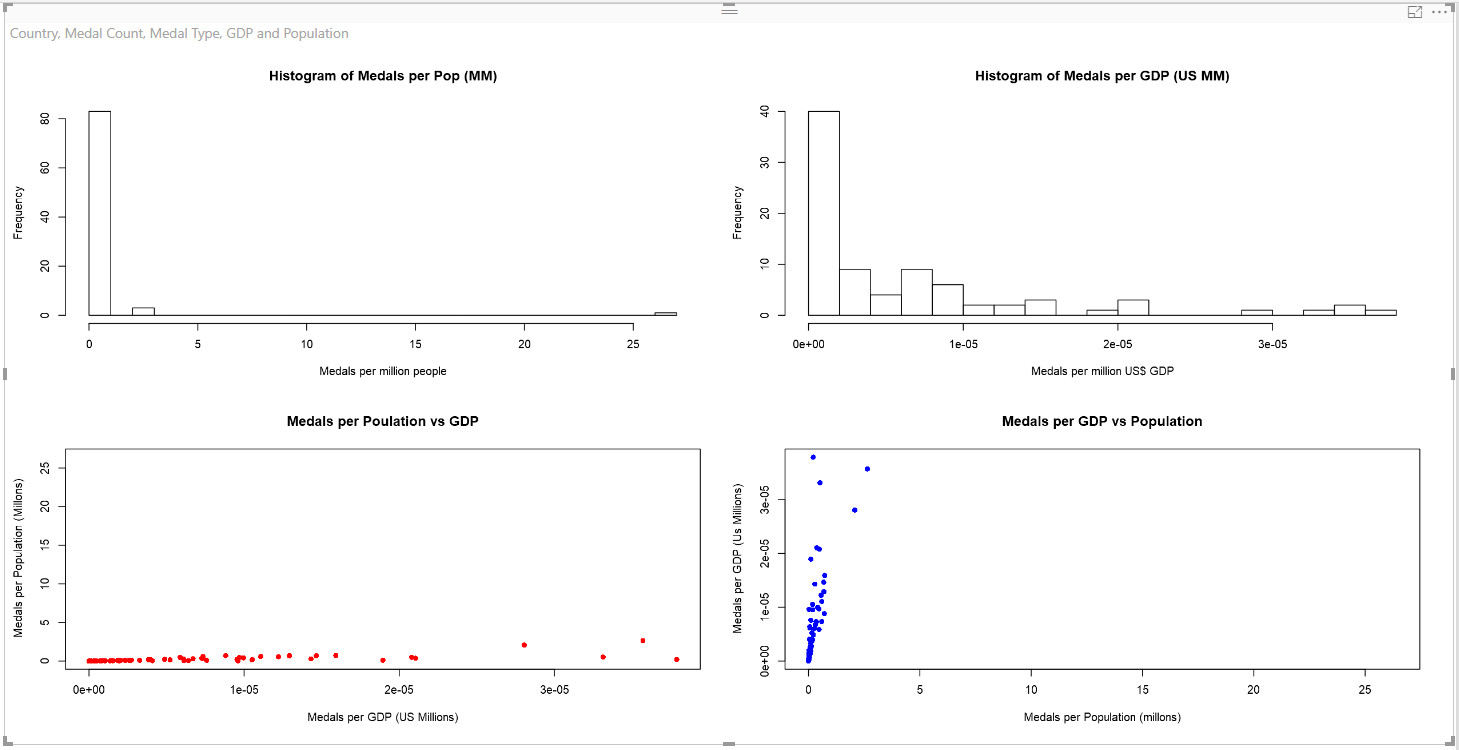 Country, Medal Count, Medal Type, GDP and Population
Histogram of Medals per Pop (MM)
Frequency
0
20
40
60
80
0 5 10 15 20 25
Medals per million people
Histogram of Medals per GDP (US MM)
Frequency
0
10
20
30
40
0e+00 1e-05 2e-05 3e-05
Medals per million US$ GDP
Medals per Poulation vs GDP
Medals per Population (Millons)
0
5
10
15
20
25
0e+00 1e-05 2e-05 3e-05
Medals per GDP (US Millions)
Medals per GDP vs Population
Medals per GDP (Us Millions)
0e+00
1e-05
2e-05
3e-05
0 5 10 15 20 25
Medals per Population (millons)